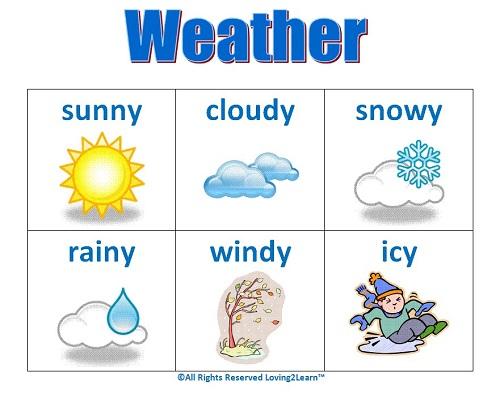 Weather
sunny cloudy snowy
rainy windy icy
©All Rights Reserved Loving2Learn™